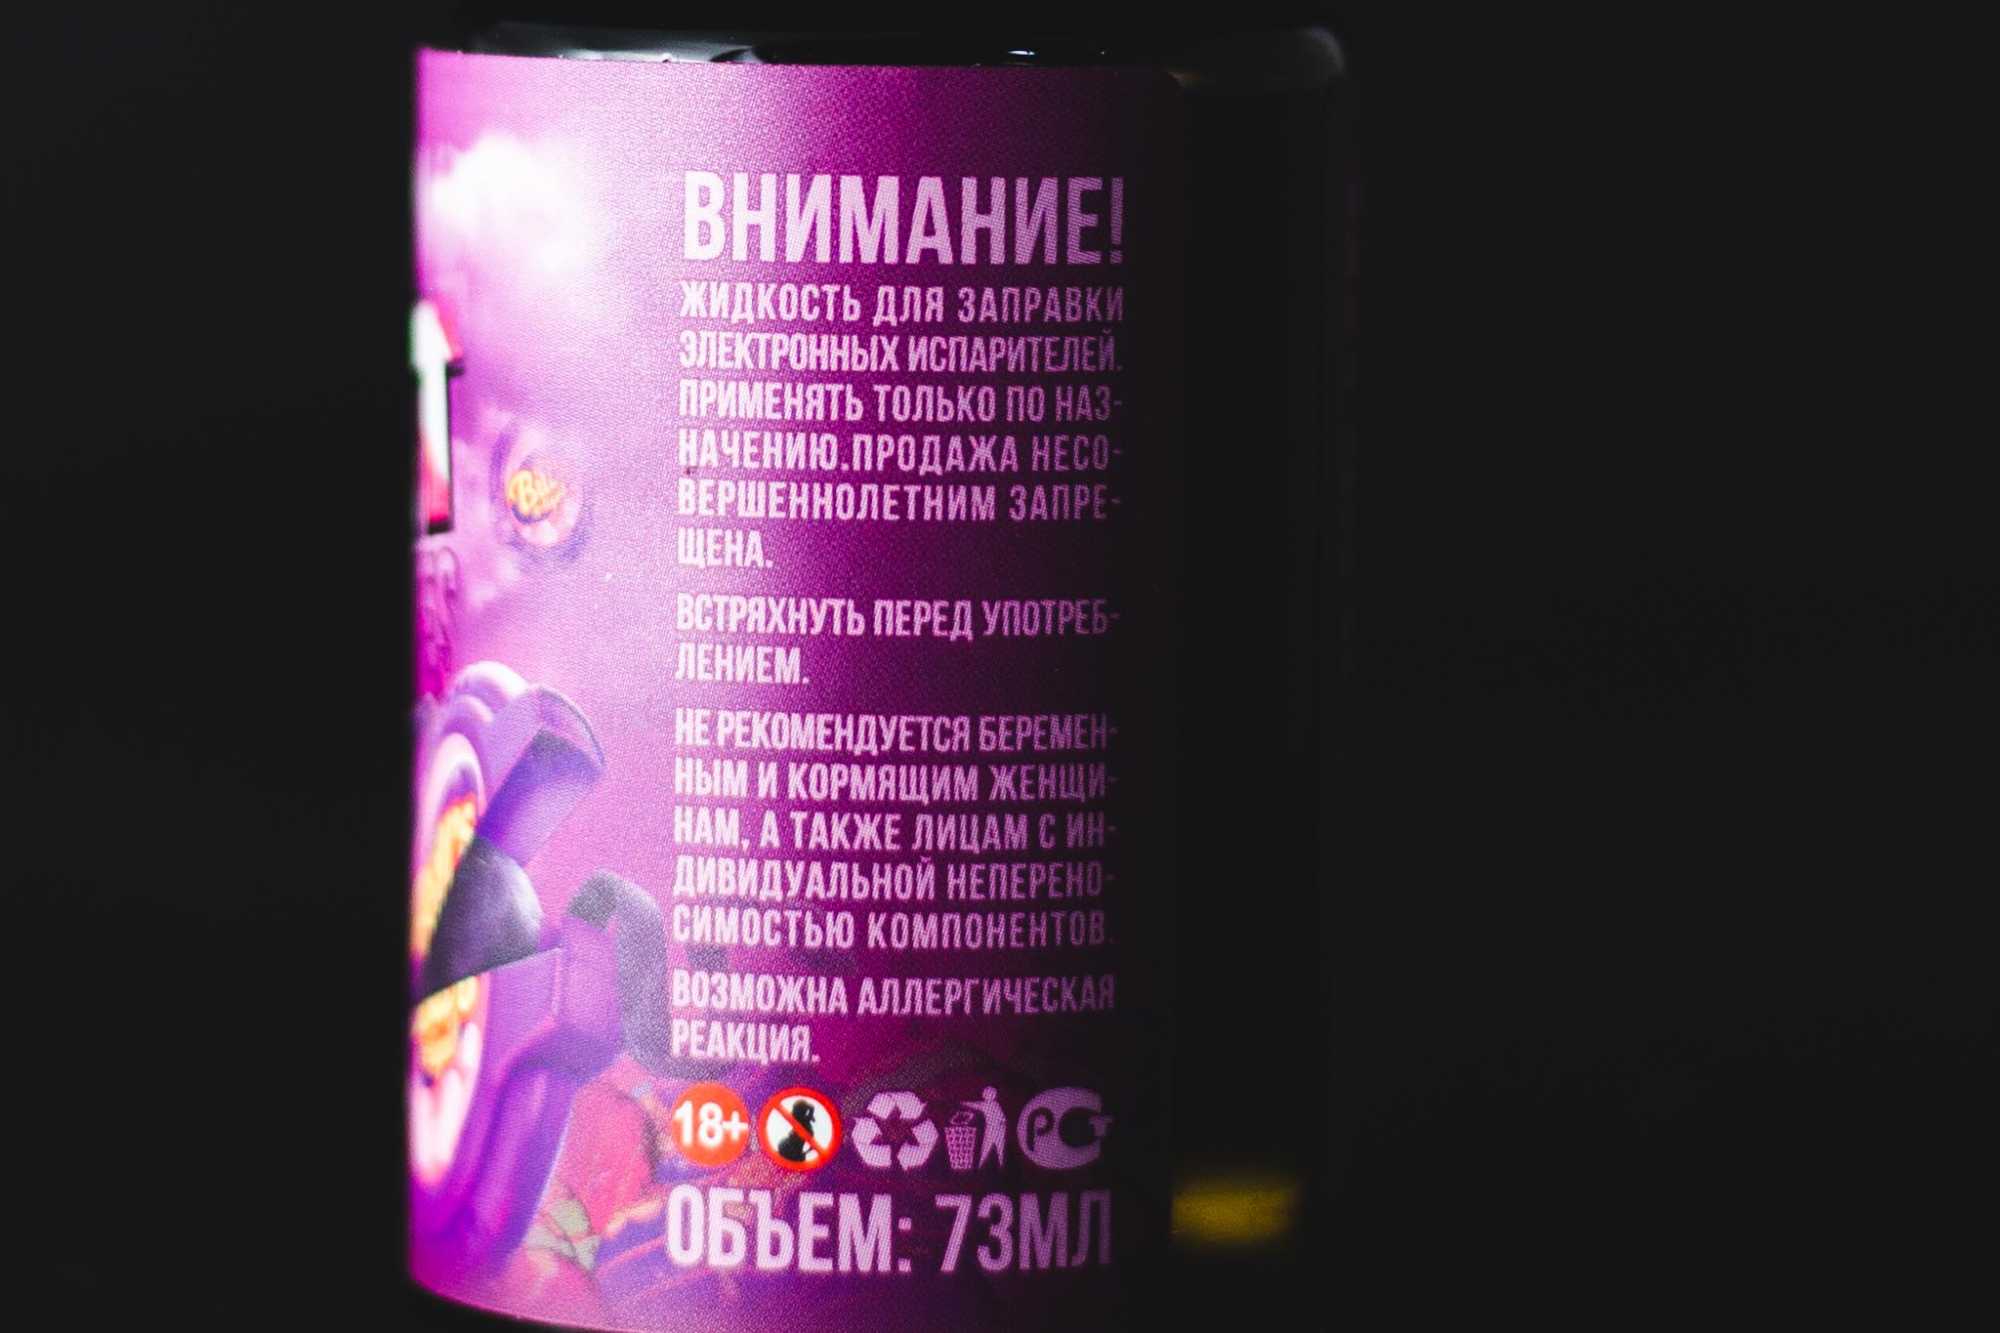 ВНИМАНИЕ!
ЖИДКОСТЬ ДЛЯ ЗАПРАВКИ
ЭЛЕКТРОННЫХ ИСПАРИТЕЛЕЙ.
ПРИМЕНЯТЬ ТОЛЬКО ПО НАЗ-
НАЧЕНИЮ.ПРОДАЖА НЕСО-
ВЕРШЕННОЛЕТНИМ ЗАПРЕ-
ЩЕНА.
ВСТРЯХНУТЬ ПЕРЕД УПОТРЕБ-
ЛЕНИЕМ.
НЕ РЕКОМЕНДУЕТСЯ БЕРЕМЕН-
НЫМ И КОРМЯЩИМ ЖЕНЩИ-
НАМ, А ТАКЖЕ ЛИЦАМ С ИН-
ДИВИДУАЛЬНОЙ НЕПЕРЕНО-
СИМОСТЬЮ КОМПОНЕНТОВ.
ВОЗМОЖНА АЛЛЕРГИЧЕСКАЯ
РЕАКЦИЯ.
18+ РСТ
ОБЪЕМ: 73МЛ